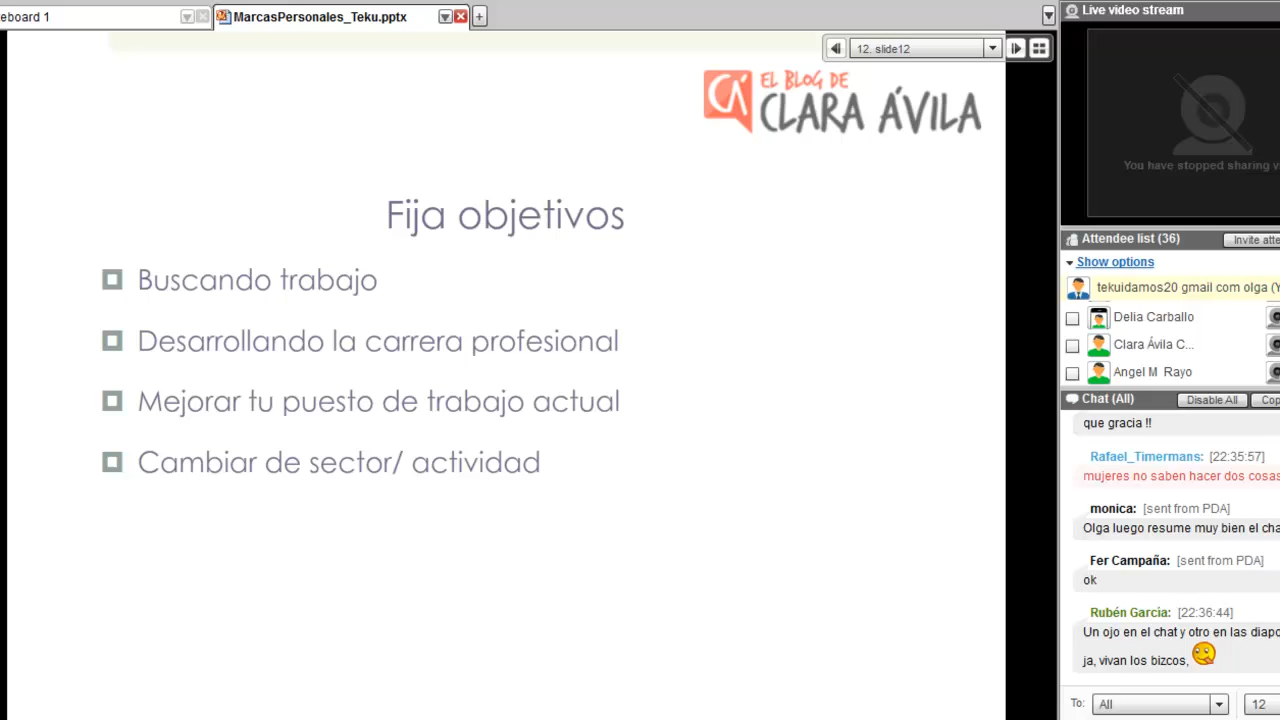 eboard 1
MarcasPersonales_Teku.pptx
12. slide12
EL BLOG DE
CLARA ÁVILA
Fija objetivos
Buscando trabajo
Desarrollando la carrera profesional
Mejorar tu puesto de trabajo actual
Cambiar de sector/ actividad
Live video stream
You have stopped sharing v
Attendee list (36)
Invite atte
Show options
tekuidamos20 gmail com olga (Y
Delia Carballo
Clara Ávila C...
Angel M Rayo
Chat (All)
Disable All
Cop
que gracia !!
Rafael_Timermans: [22:35:57]
mujeres no saben hacer dos cosas
monica: [sent from PDA]
Olga luego resume muy bien el cha
Fer Campaña: [sent from PDA]
ok
Rubén Garcia: [22:36:44]
Un ojo en el chat y otro en las diapo
ja, vivan los bizcos,
To:
All
12